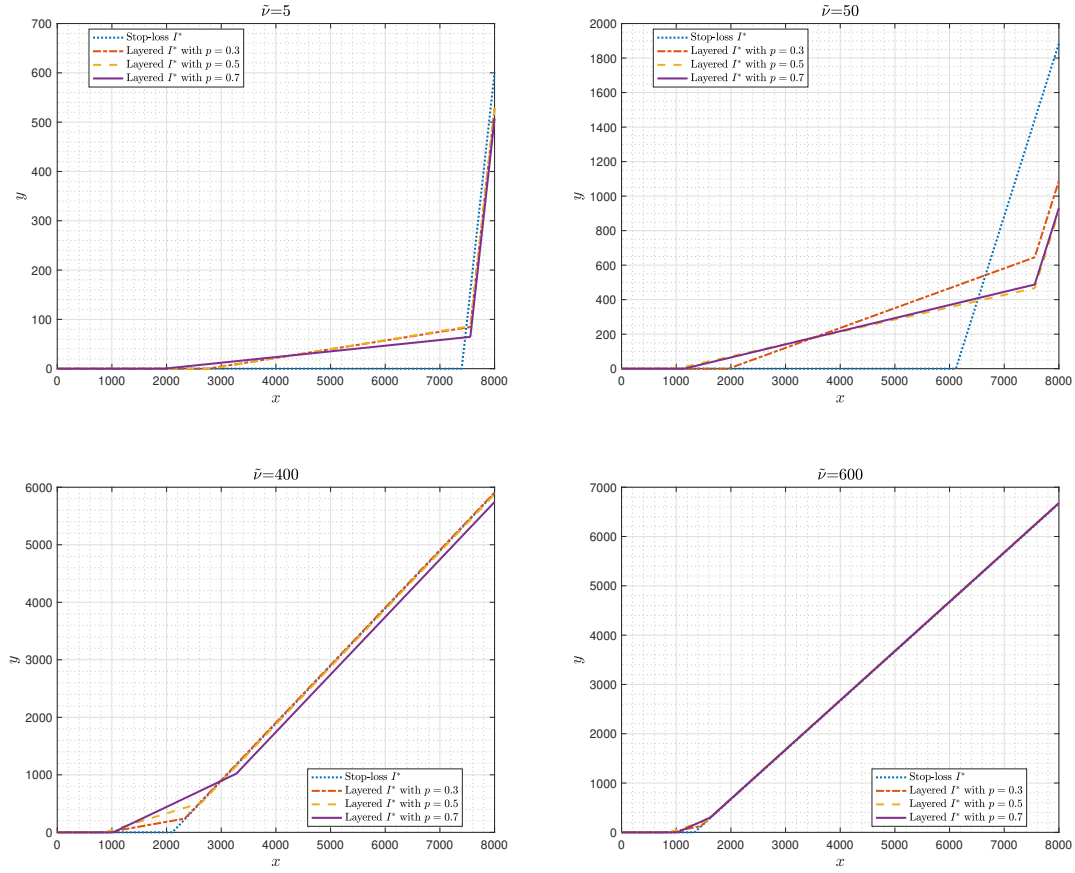 ν̃=5
700
600
500
400
300
200
100
0
y
0 1000 2000 3000 4000 5000 6000 7000 8000
x
Stop-loss I*
Layered I* with p = 0.3
Layered I* with p = 0.5
Layered I* with p = 0.7
ν̃=50
2000
1800
1600
1400
1200
1000
800
600
400
200
0
y
0 1000 2000 3000 4000 5000 6000 7000 8000
x
Stop-loss I*
Layered I* with p = 0.3
Layered I* with p = 0.5
Layered I* with p = 0.7
ν̃=400
6000
5000
4000
3000
2000
1000
0
y
0 1000 2000 3000 4000 5000 6000 7000 8000
x
Stop-loss I*
Layered I* with p = 0.3
Layered I* with p = 0.5
Layered I* with p = 0.7
ν̃=600
7000
6000
5000
4000
3000
2000
1000
0
y
0 1000 2000 3000 4000 5000 6000 7000 8000
x
Stop-loss I*
Layered I* with p = 0.3
Layered I* with p = 0.5
Layered I* with p = 0.7